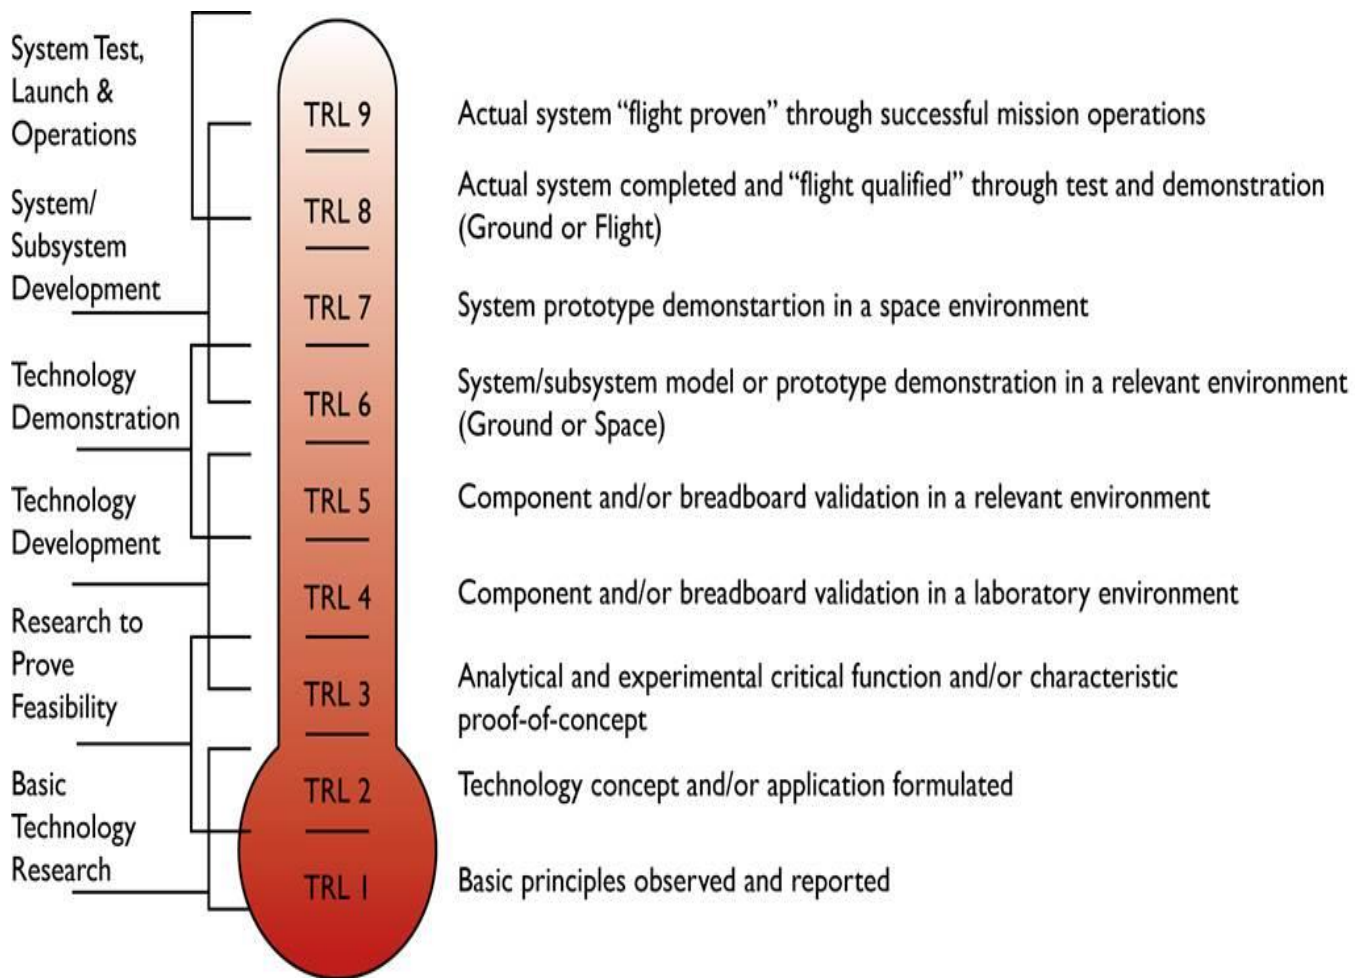 System Test,
Launch &
Operations
System/
Subsystem
Development
Technology
Demonstration
Technology
Development
Research to
Prove
Feasibility
Basic
Technology
Research
TRL 9
Actual system “flight proven” through successful mission operations
TRL 8
Actual system completed and “flight qualified” through test and demonstration
(Ground or Flight)
TRL 7
System prototype demonstartion in a space environment
TRL 6
System/subsystem model or prototype demonstration in a relevant environment
(Ground or Space)
TRL 5
Component and/or breadboard validation in a relevant environment
TRL 4
Component and/or breadboard validation in a laboratory environment
TRL 3
Analytical and experimental critical function and/or characteristic
proof-of-concept
TRL 2
Technology concept and/or application formulated
TRL 1
Basic principles observed and reported